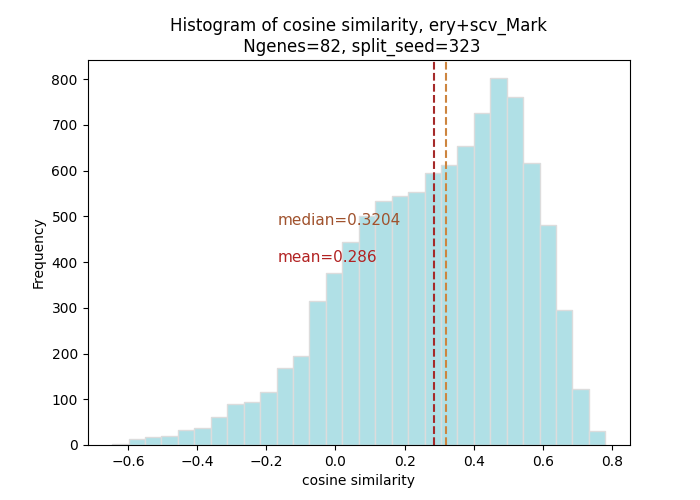 Histogram of cosine similarity, ery+scv_Mark
Ngenes=82, split_seed=323
800
700
600
500
400
300
200
100
0
Frequency
median=0.3204
mean=0.286
−0.6
−0.4
−0.2
0.0
0.2
0.4
0.6
0.8
cosine similarity